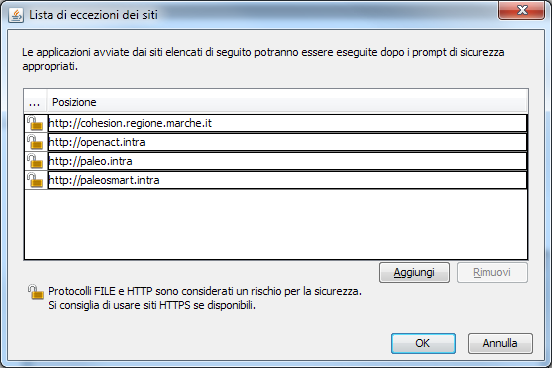 Lista di eccezioni dei siti
Le applicazioni avviate dai siti elencati di seguito potranno essere eseguite dopo i prompt di sicurezza
appropriati.
... Posizione
http://cohesion.regione.marche.it
http://openact.intra
http://paleo.intra
http://paleosmart.intra
Aggiungi Rimuovi
Protocolli FILE e HTTP sono considerati un rischio per la sicurezza.
Si consiglia di usare siti HTTPS se disponibili.
OK Annulla